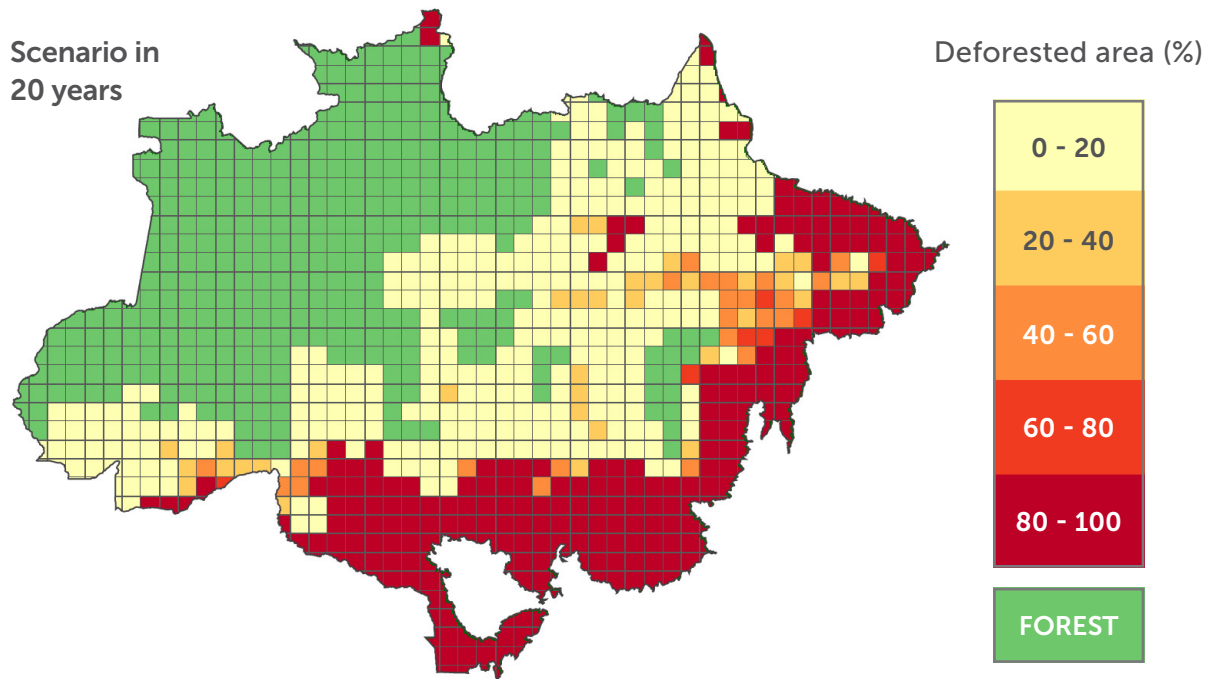 Scenario in
20 years
Deforested area (%)
0 - 20
20 - 40
40 - 60
60 - 80
80 - 100
FOREST